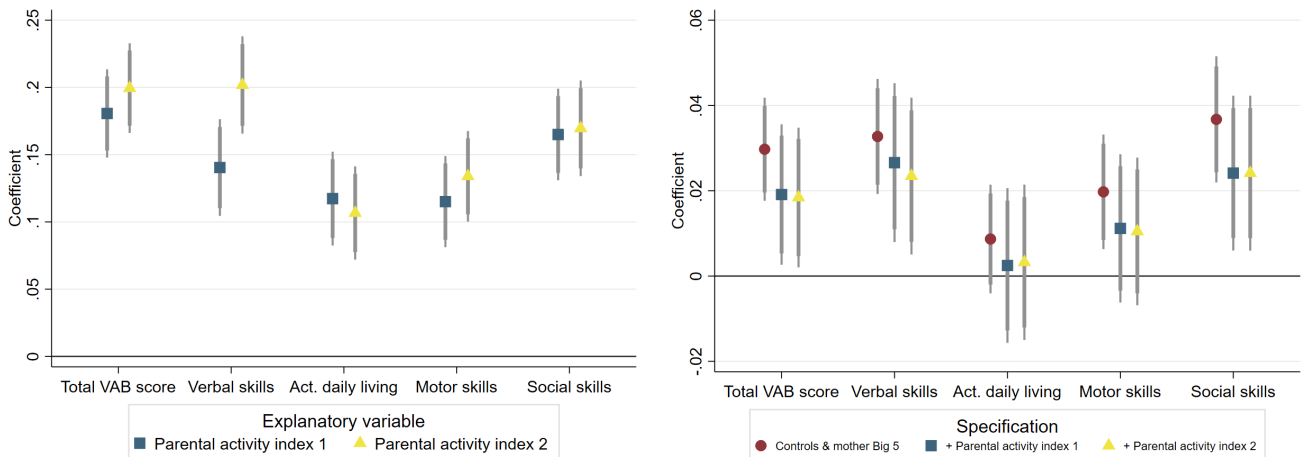 .25
.2
.15
.1
.05
0
Coefficient
Total VAB score Verbal skills Act. daily living Motor skills Social skills
Explanatory variable
Parental activity index 1 Parental activity index 2
.06
.04
.02
0
-.02
Coefficient
Total VAB score Verbal skills Act. daily living Motor skills Social skills
Specification
Controls & mother Big 5 + Parental activity index 1 + Parental activity index 2